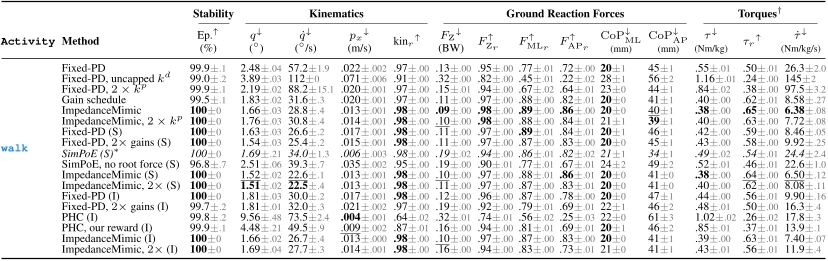 Stability Kinematics Ground Reaction Forces Torques†
Activity Method Ep.↑ q↓ q̇↓ pₓ↓ kinᵣ↑ F_Z↓ F_Zᵣ↑ F_MLᵣ↑ F_APᵣ↑ CoP↓ML CoP↓AP τ↓ τᵣ↑ τ̇↓
(%) (°) (°/s) (m/s) (BW) (mm) (mm) (Nm/kg) (Nm/kg/s)
walk
Fixed-PD 99.9±.1 2.48±.04 57.2±1.9 .022±.002 .97±.00 .13±.00 .95±.00 .77±.01 .72±.00 20±1 45±1 .55±.01 .50±.01 26.3±2.0
Fixed-PD, uncapped kᵈ 99.0±.2 3.89±.03 112±0 .071±.006 .91±.00 .32±.00 .82±.00 .45±.01 .22±.00 28±1 56±2 1.16±.01 .24±.00 145±2
Fixed-PD, 2 × kᵖ 99.9±.1 2.19±.02 88.2±15.1 .020±.001 .97±.00 .15±.01 .94±.00 .67±.02 .64±.01 23±0 44±1 .84±.02 .38±.00 97.5±3.2
Gain schedule 99.5±.1 1.83±.02 31.6±.3 .020±.001 .97±.00 .11±.00 .97±.00 .87±.00 .82±.00 20±0 41±1 .40±.00 .62±.01 8.58±.27
ImpedanceMimic 100±0 1.66±.03 28.8±.4 .013±.001 .98±.00 .09±.00 .98±.00 .89±.00 .86±.00 20±0 40±1 .38±.00 .65±.00 6.38±.08
ImpedanceMimic, 2 × kᵖ 100±0 1.76±.03 30.8±.4 .014±.001 .98±.00 .10±.00 .98±.00 .88±.01 .84±.01 21±0 39±1 .40±.00 .63±.00 7.72±.08
Fixed-PD (S) 100±0 1.63±.03 26.6±.2 .017±.001 .98±.00 .11±.00 .97±.00 .89±.01 .84±.00 20±1 46±1 .42±.00 .59±.00 8.46±.05
Fixed-PD, 2× gains (S) 100±0 1.54±.03 25.4±.2 .015±.001 .98±.00 .11±.00 .97±.00 .87±.00 .83±.00 20±0 45±1 .43±.00 .58±.00 9.92±.25
SimPoE (S)* 100±0 1.69±.21 34.0±1.3 .006±.003 .98±.00 .19±.02 .94±.00 .86±.00 .82±.02 21±1 34±1 .49±.02 .54±.01 24.4±2.4
SimPoE, no root force (S) 96.8±.7 2.51±.06 39.3±.7 .035±.002 .95±.00 .19±.00 .90±.01 .77±.01 .67±.01 24±2 49±2 .52±.01 .46±.01 22.6±1.0
ImpedanceMimic (S) 100±0 1.52±.02 22.6±.1 .013±.001 .98±.00 .10±.00 .97±.00 .88±.01 .86±.01 20±0 41±0 .38±.00 .64±.00 6.50±.12
ImpedanceMimic, 2× (S) 100±0 1.51±.02 22.5±.4 .013±.001 .98±.00 .11±.00 .97±.00 .87±.00 .83±.01 20±0 41±0 .40±.00 .62±.00 8.08±.11
Fixed-PD (I) 100±0 1.81±.03 30.0±.2 .017±.001 .98±.00 .12±.00 .96±.00 .87±.00 .78±.00 20±0 47±1 .44±.00 .56±.01 9.90±.16
Fixed-PD, 2× gains (I) 99.7±.2 1.81±.01 32.0±.3 .021±.002 .97±.00 .19±.00 .92±.00 .79±.01 .69±.01 22±1 46±2 .48±.01 .50±.01 16.3±.4
PHC (I) 99.8±.2 9.56±.48 73.5±2.4 .004±.001 .64±.02 .32±.01 .74±.01 .56±.02 .25±.03 22±0 61±3 1.02±.02 .26±.01 17.8±.3
PHC, our reward (I) 99.9±.1 4.48±.21 49.5±.9 .009±.002 .87±.01 .16±.00 .94±.00 .81±.01 .69±.01 20±1 46±2 .85±.01 .37±.01 13.9±.1
ImpedanceMimic (I) 100±0 1.66±.02 26.7±.4 .013±.000 .98±.00 .10±.00 .97±.00 .87±.00 .83±.00 20±0 41±1 .39±.00 .63±.01 7.40±.07
ImpedanceMimic, 2× (I) 100±0 1.69±.04 27.7±.3 .014±.001 .98±.00 .16±.00 .94±.00 .83±.00 .73±.00 21±0 41±1 .43±.01 .56±.01 11.9±.4